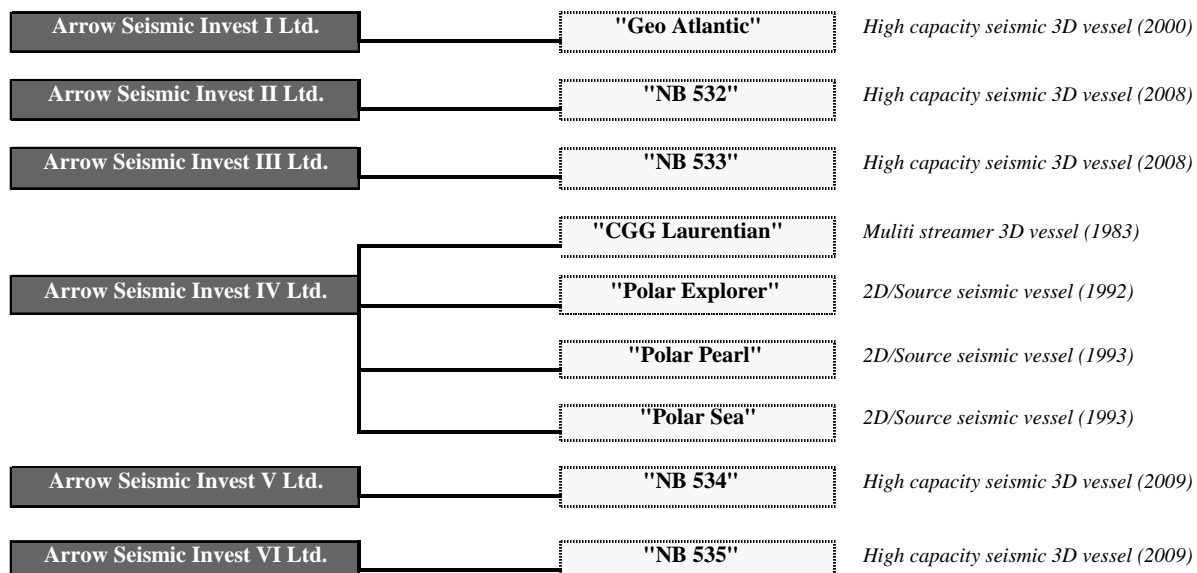 Arrow Seismic Invest I Ltd. "Geo Atlantic" High capacity seismic 3D vessel (2000)
Arrow Seismic Invest II Ltd. "NB 532" High capacity seismic 3D vessel (2008)
Arrow Seismic Invest III Ltd. "NB 533" High capacity seismic 3D vessel (2008)
"CGG Laurentian" Muliti streamer 3D vessel (1983)
Arrow Seismic Invest IV Ltd. "Polar Explorer" 2D/Source seismic vessel (1992)
"Polar Pearl" 2D/Source seismic vessel (1993)
"Polar Sea" 2D/Source seismic vessel (1993)
Arrow Seismic Invest V Ltd. "NB 534" High capacity seismic 3D vessel (2009)
Arrow Seismic Invest VI Ltd. "NB 535" High capacity seismic 3D vessel (2009)